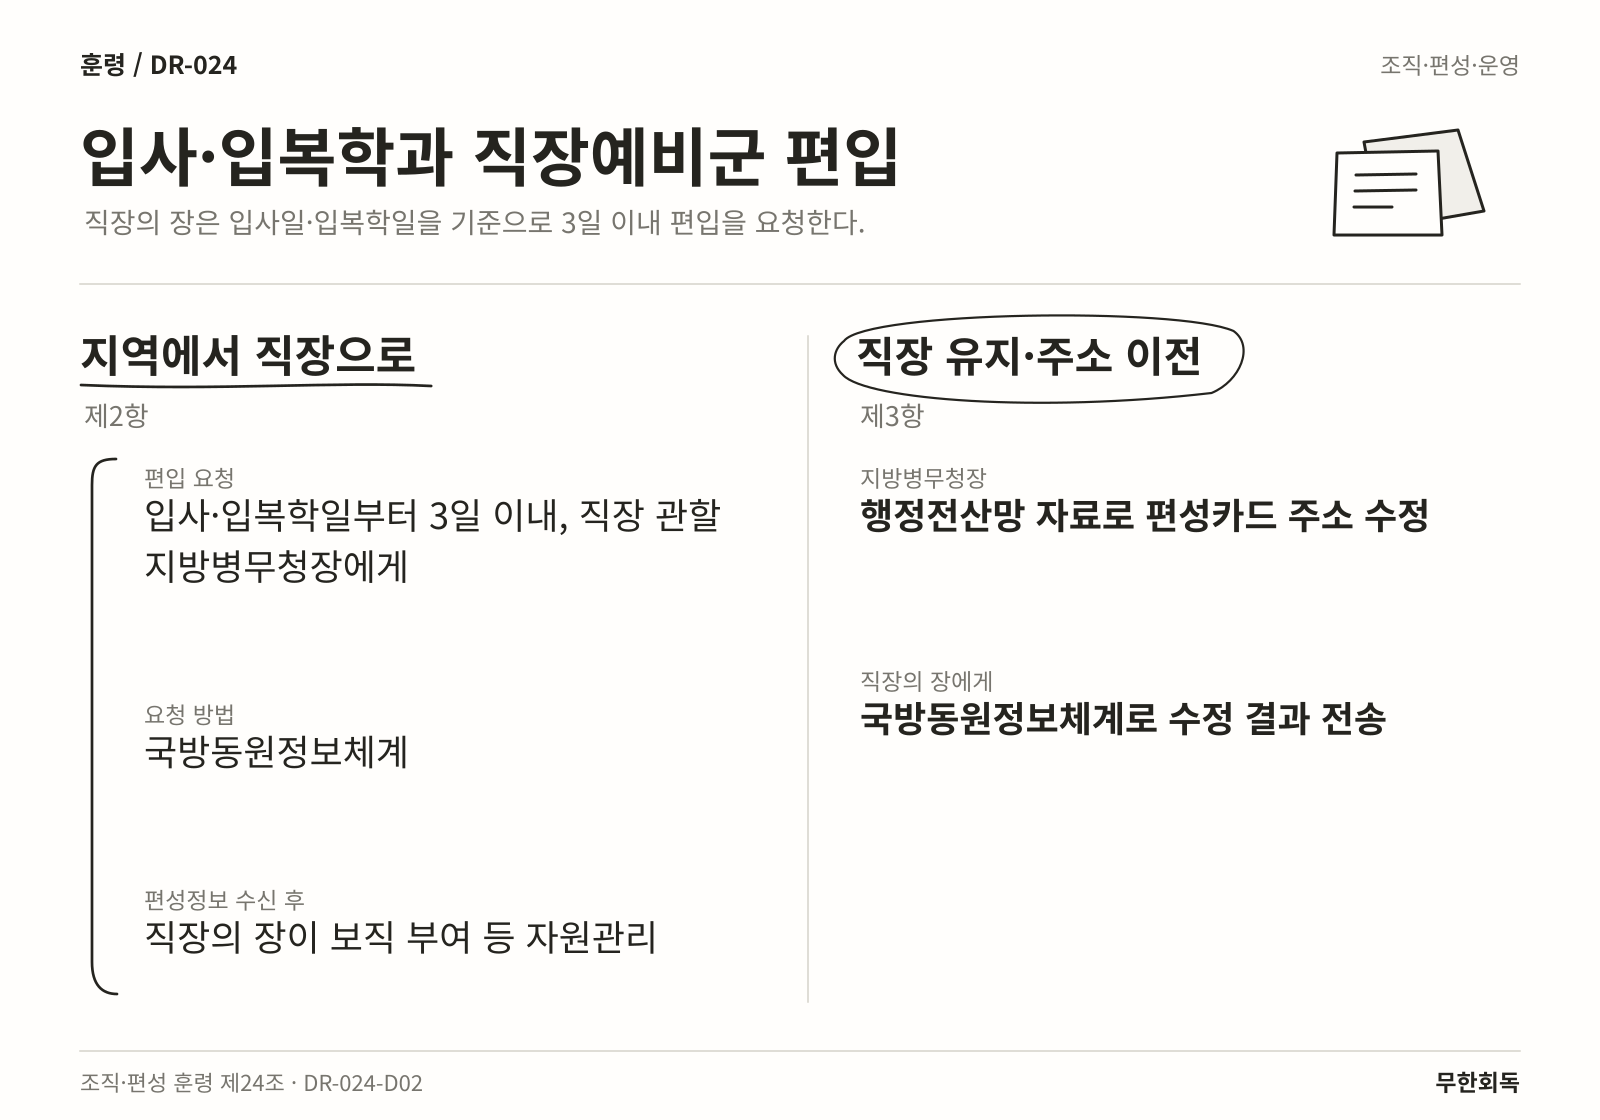 훈령 / DR-024
조직·편성·운영
입사·입복학과 직장예비군 편입
직장의 장은 입사일·입복학일을 기준으로 3일 이내 편입을 요청한다.
지역에서 직장으로
제2항
편입 요청
입사·입복학일부터 3일 이내, 직장 관할
지방병무청장에게
요청 방법
국방동원정보체계
편성정보 수신 후
직장의 장이 보직 부여 등 자원관리
직장 유지·주소 이전
제3항
지방병무청장
행정전산망 자료로 편성카드 주소 수정
직장의 장에게
국방동원정보체계로 수정 결과 전송
조직·편성 훈령 제24조 · DR-024-D02
무한회독